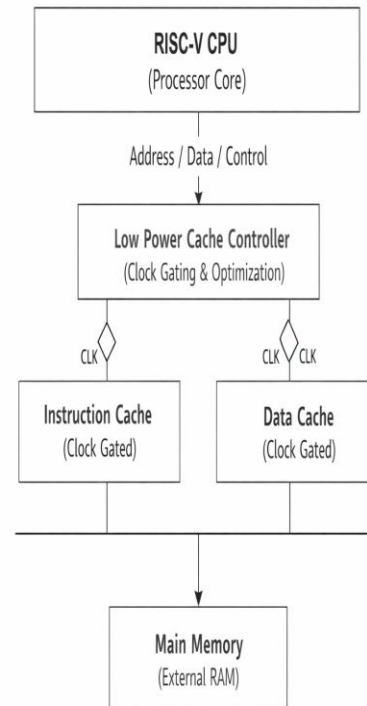 RISC-V CPU
(Processor Core)
Address / Data / Control
Low Power Cache Controller
(Clock Gating & Optimization)
CLK
CLK CLK
Instruction Cache
(Clock Gated)
Data Cache
(Clock Gated)
Main Memory
(External RAM)